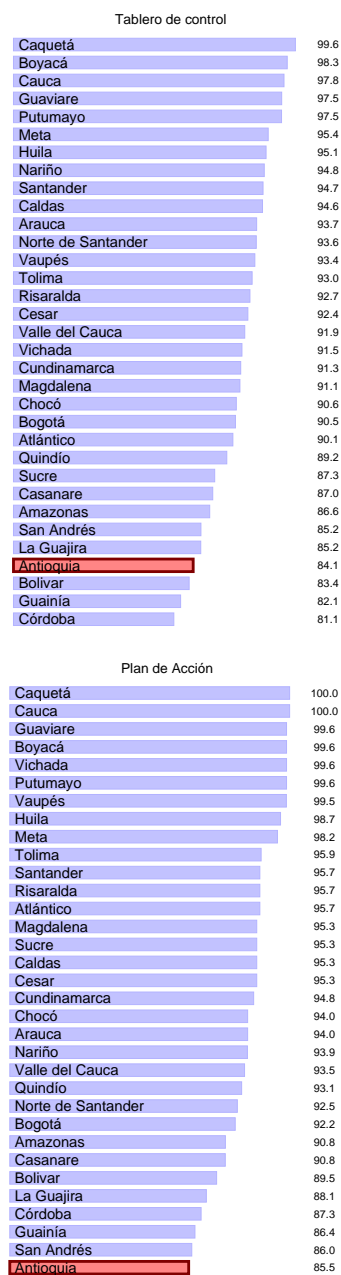 Tablero de control
Caquetá 99.6
Boyacá 98.3
Cauca 97.8
Guaviare 97.5
Putumayo 97.5
Meta 95.4
Huila 95.1
Nariño 94.8
Santander 94.7
Caldas 94.6
Arauca 93.7
Norte de Santander 93.6
Vaupés 93.4
Tolima 93.0
Risaralda 92.7
Cesar 92.4
Valle del Cauca 91.9
Vichada 91.5
Cundinamarca 91.3
Magdalena 91.1
Chocó 90.6
Bogotá 90.5
Atlántico 90.1
Quindío 89.2
Sucre 87.3
Casanare 87.0
Amazonas 86.6
San Andrés 85.2
La Guajira 85.2
Antioquia 84.1
Bolivar 83.4
Guainía 82.1
Córdoba 81.1
Plan de Acción
Caquetá 100.0
Cauca 100.0
Guaviare 99.6
Boyacá 99.6
Vichada 99.6
Putumayo 99.6
Vaupés 99.5
Huila 98.7
Meta 98.2
Tolima 95.9
Santander 95.7
Risaralda 95.7
Atlántico 95.7
Magdalena 95.3
Sucre 95.3
Caldas 95.3
Cesar 95.3
Cundinamarca 94.8
Chocó 94.0
Arauca 94.0
Nariño 93.9
Valle del Cauca 93.5
Quindío 93.1
Norte de Santander 92.5
Bogotá 92.2
Amazonas 90.8
Casanare 90.8
Bolivar 89.5
La Guajira 88.1
Córdoba 87.3
Guainía 86.4
San Andrés 86.0
Antioquia 85.5